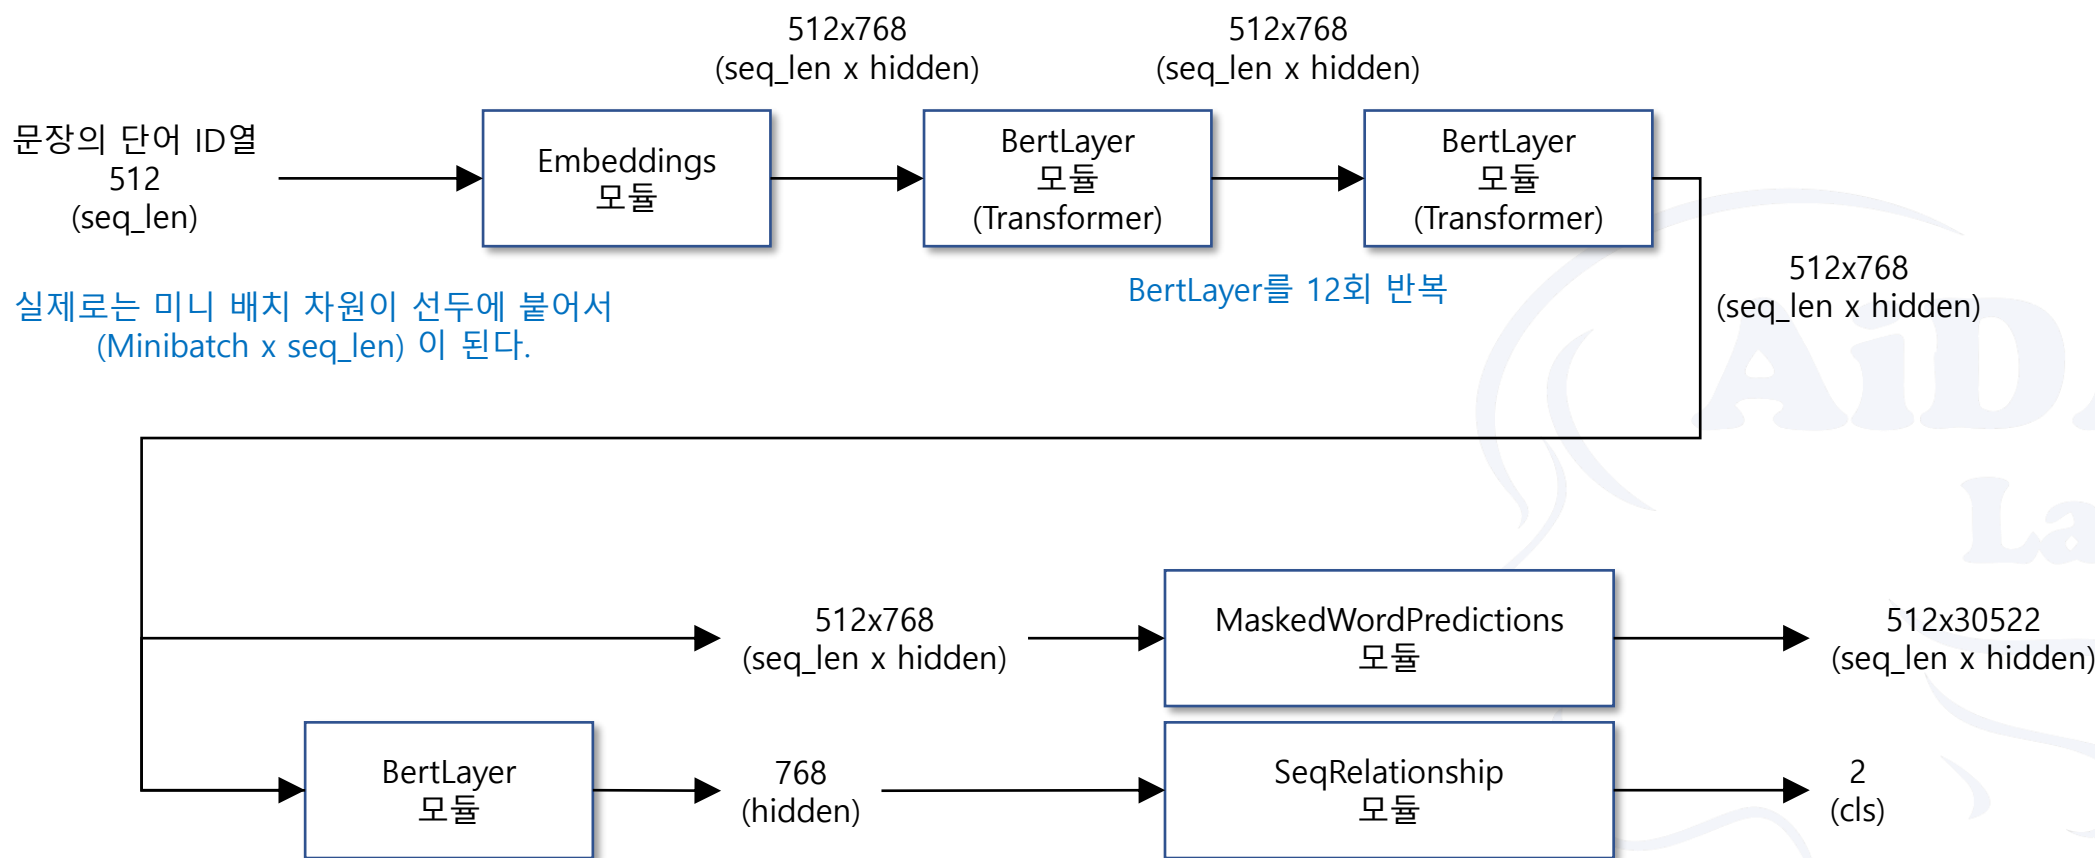 512x768
(seq_len x hidden)
512x768
(seq_len x hidden)
문장의 단어 ID열
512
(seq_len)
Embeddings
모듈
BertLayer
모듈
(Transformer)
BertLayer
모듈
(Transformer)
실제로는 미니 배치 차원이 선두에 붙어서
(Minibatch x seq_len) 이 된다.
BertLayer를 12회 반복
512x768
(seq_len x hidden)
512x768
(seq_len x hidden)
MaskedWordPredictions
모듈
512x30522
(seq_len x hidden)
BertLayer
모듈
768
(hidden)
SeqRelationship
모듈
2
(cls)